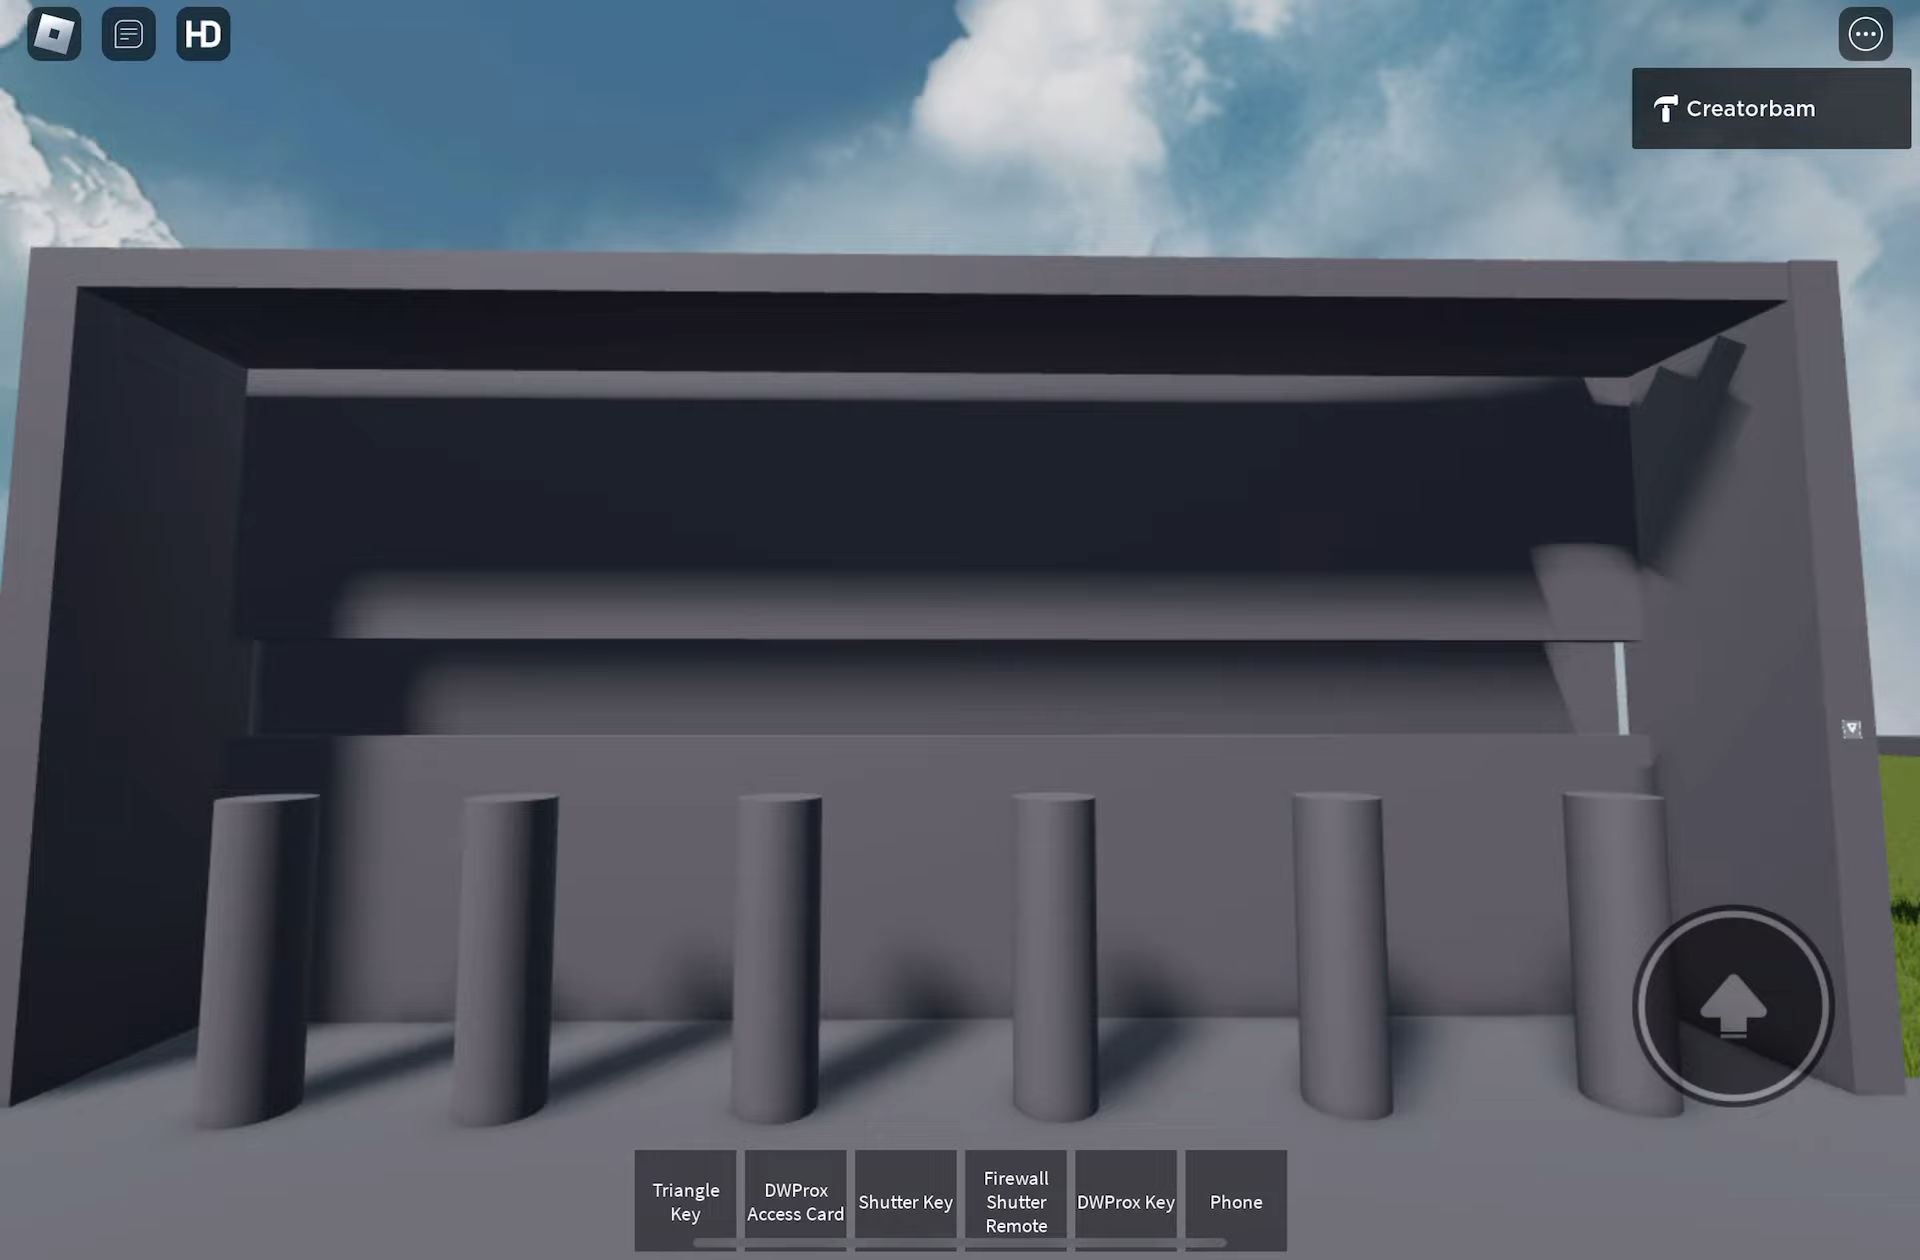 HD
Creatorbam
Triangle
Key
DWProx
Access Card
Shutter Key
Firewall
Shutter
Remote
DWProx Key
Phone